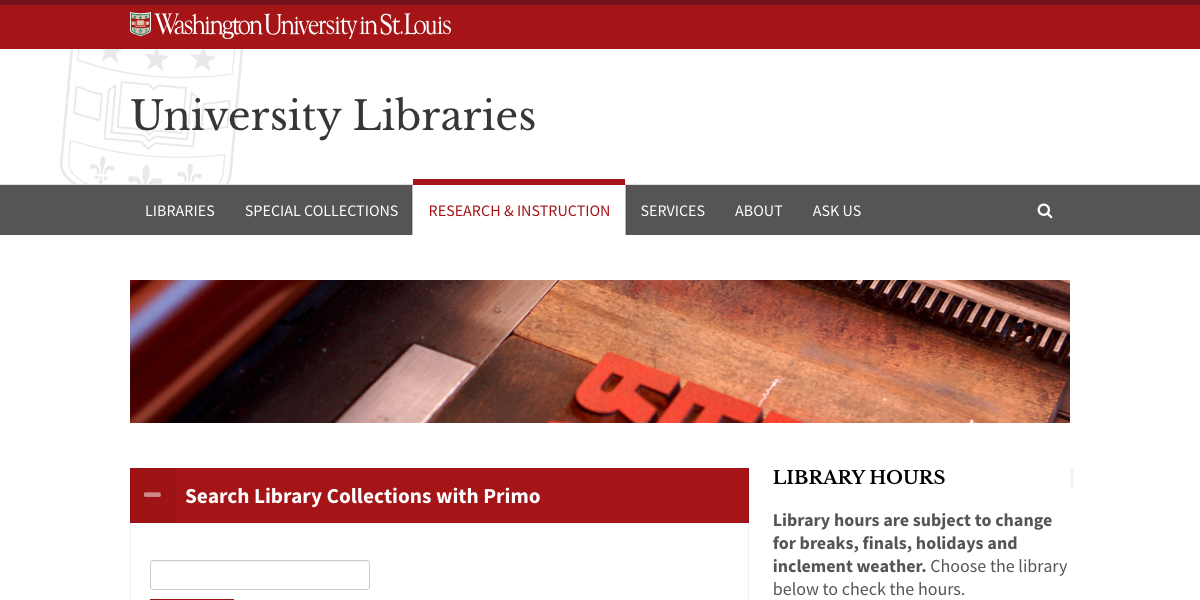 Washington University in St. Louis
University Libraries
LIBRARIES SPECIAL COLLECTIONS RESEARCH & INSTRUCTION SERVICES ABOUT ASK US
Search Library Collections with Primo
LIBRARY HOURS
Library hours are subject to change
for breaks, finals, holidays and
inclement weather. Choose the library
below to check the hours.